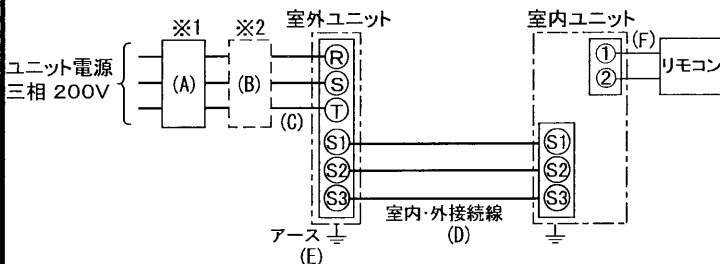 室外ユニット
室内ユニット
※1
※2
ユニット電源
三相 200V
(A)
(B)
(C)
R
S
T
S1
S2
S3
アース
(E)
室内・外接続線
(D)
S1
S2
S3
①
②
(F)
リモコン